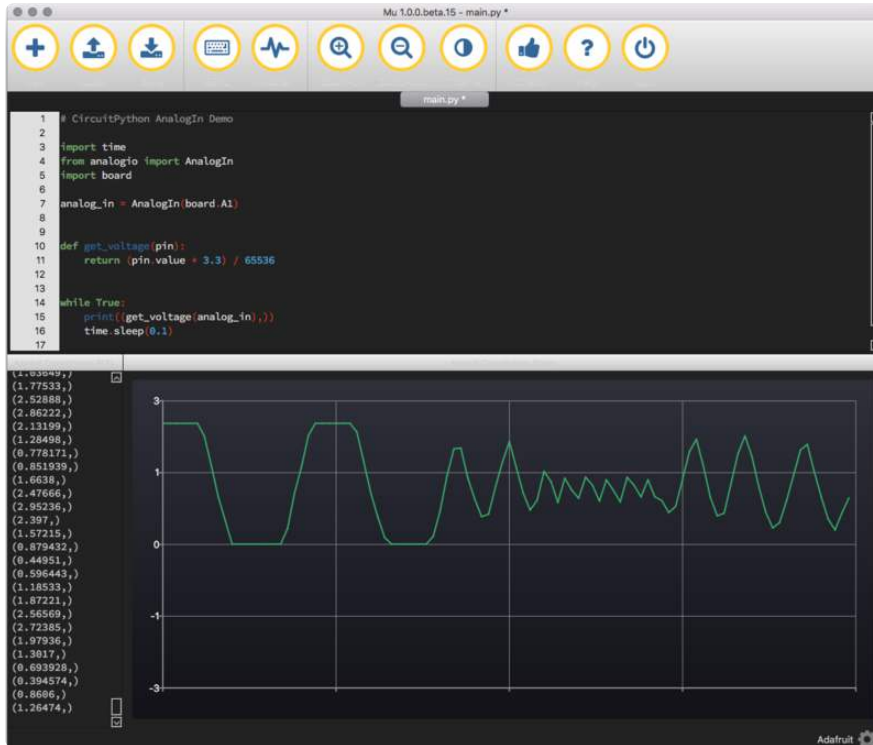 Mu 1.0.0.beta.15 - main.py *
main.py *
1 # CircuitPython AnalogIn Demo
2
3 import time
4 from analogio import AnalogIn
5 import board
6
7 analog_in = AnalogIn(board.A1)
8
9
10 def get_voltage(pin):
11 return (pin.value * 3.3) / 65536
12
13
14 while True:
15 print((get_voltage(analog_in),))
16 time.sleep(0.1)
17
(1.03649,)
(1.77533,)
(2.52888,)
(2.86222,)
(2.13199,)
(1.28498,)
(0.778171,)
(0.851939,)
(1.6638,)
(2.47666,)
(2.95236,)
(2.397,)
(1.57215,)
(0.879432,)
(0.44951,)
(0.596443,)
(1.18533,)
(1.87221,)
(2.56569,)
(2.72385,)
(1.97936,)
(1.3017,)
(0.693928,)
(0.394574,)
(0.8606,)
(1.26474,)
3
1
0
-1
-3
Adafruit